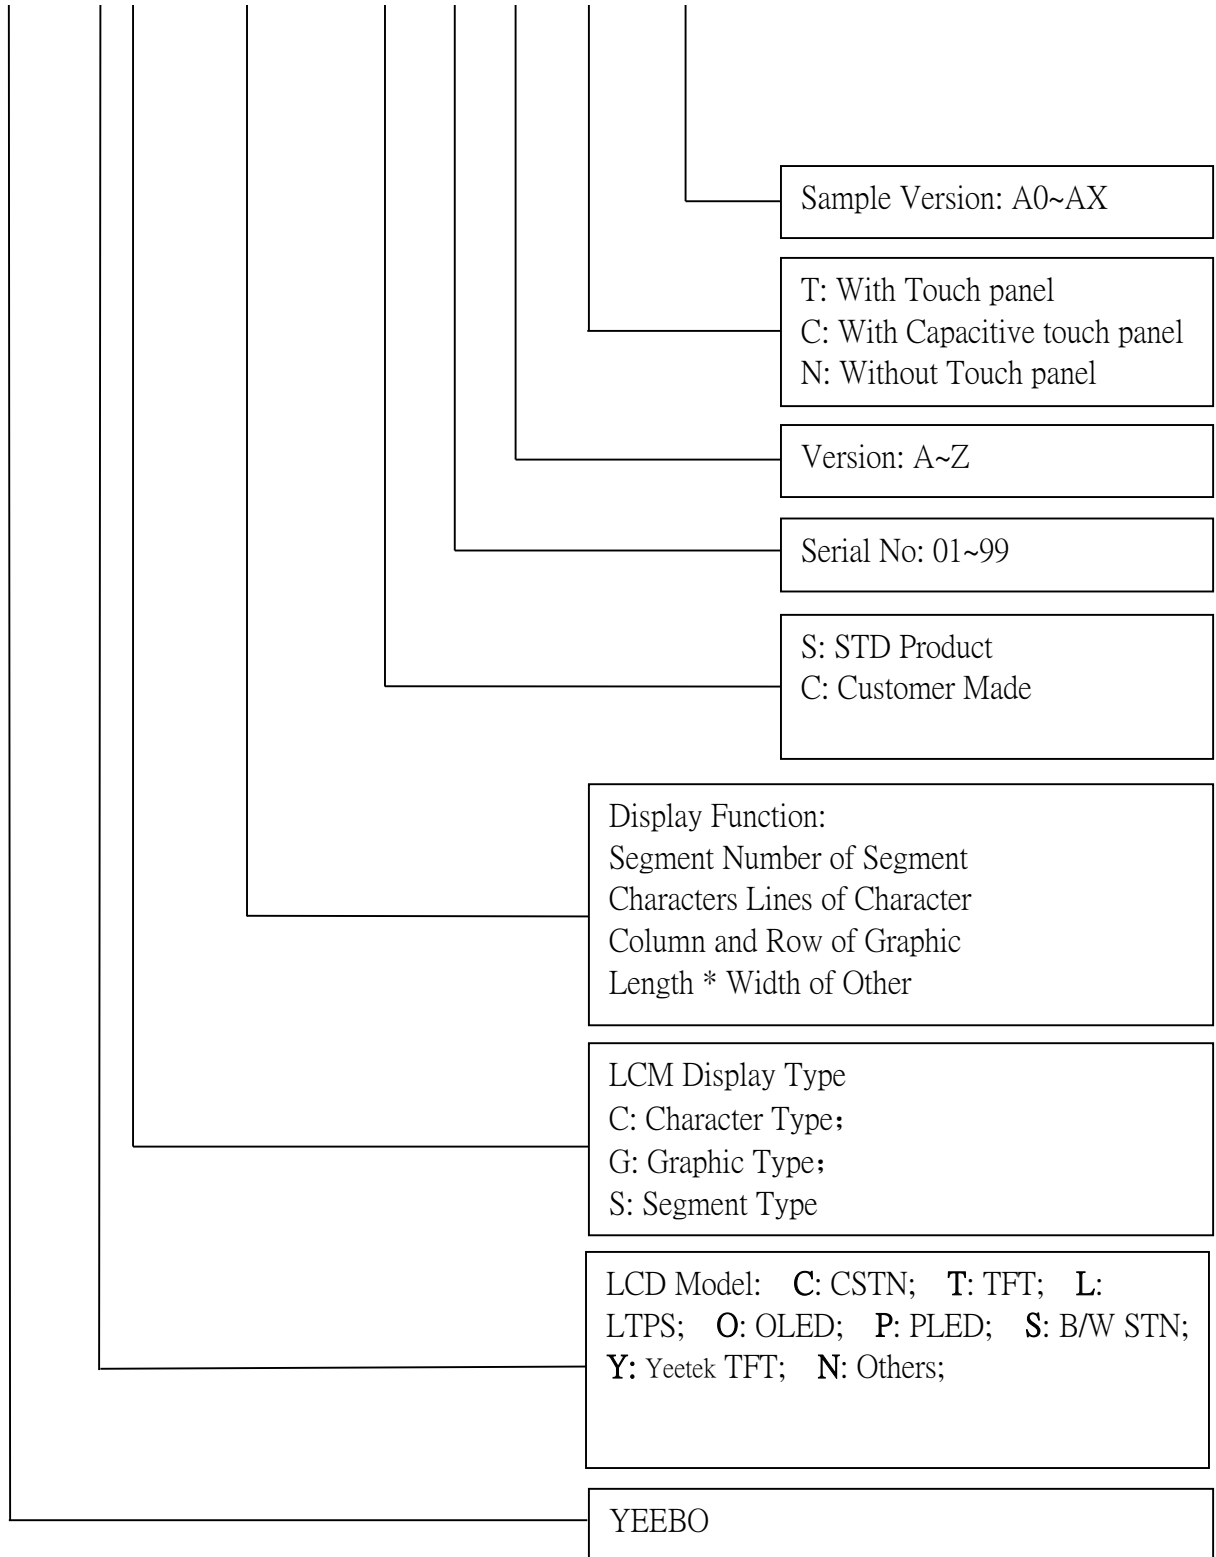 Sample Version: A0~AX
T: With Touch panel
C: With Capacitive touch panel
N: Without Touch panel
Version: A~Z
Serial No: 01~99
S: STD Product
C: Customer Made
Display Function:
Segment Number of Segment
Characters Lines of Character
Column and Row of Graphic
Length * Width of Other
LCM Display Type
C: Character Type；
G: Graphic Type；
S: Segment Type
LCD Model: C: CSTN; T: TFT; L:
LTPS; O: OLED; P: PLED; S: B/W STN;
Y: Yeetek TFT; N: Others;
YEEBO